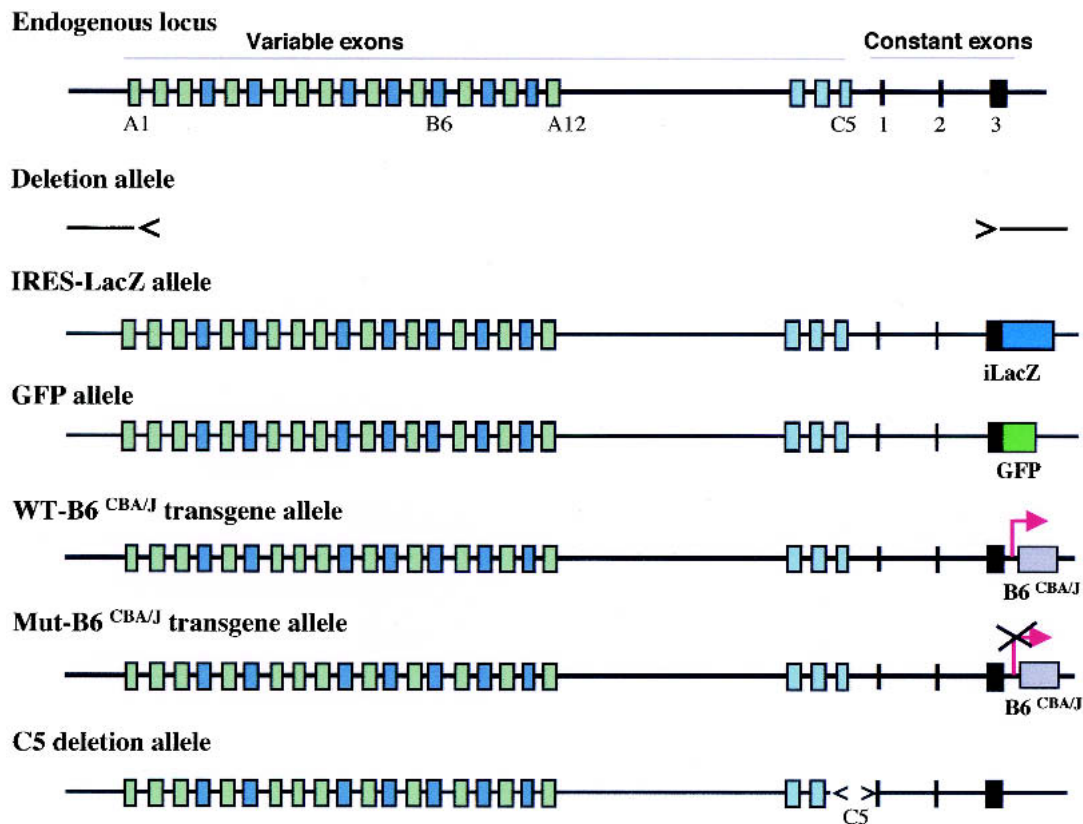 Endogenous locus
Variable exons Constant exons
A1 B6 A12 C5 1 2 3
Deletion allele
< >
IRES-LacZ allele
iLacZ
GFP allele
GFP
WT-B6 CBA/J transgene allele
B6 CBA/J
Mut-B6 CBA/J transgene allele
B6 CBA/J
C5 deletion allele
< >
C5